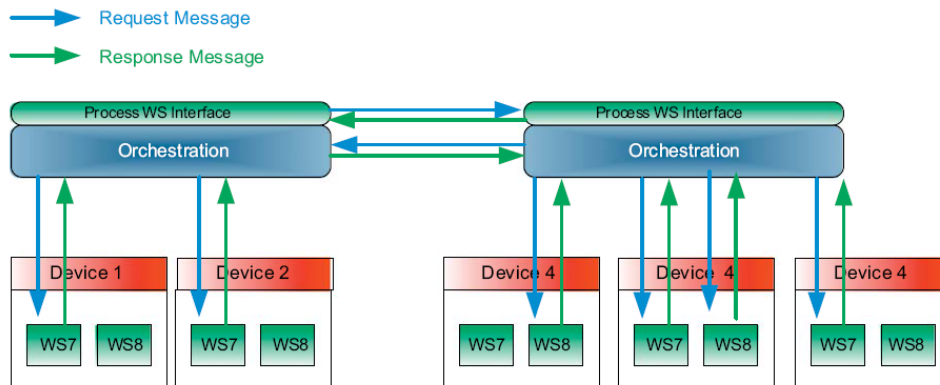 Request Message
Response Message
Process WS Interface
Process WS Interface
Orchestration
Orchestration
Device 1
Device 2
Device 4
Device 4
Device 4
WS7
WS8
WS7
WS8
WS7
WS8
WS7
WS8
WS7
WS8